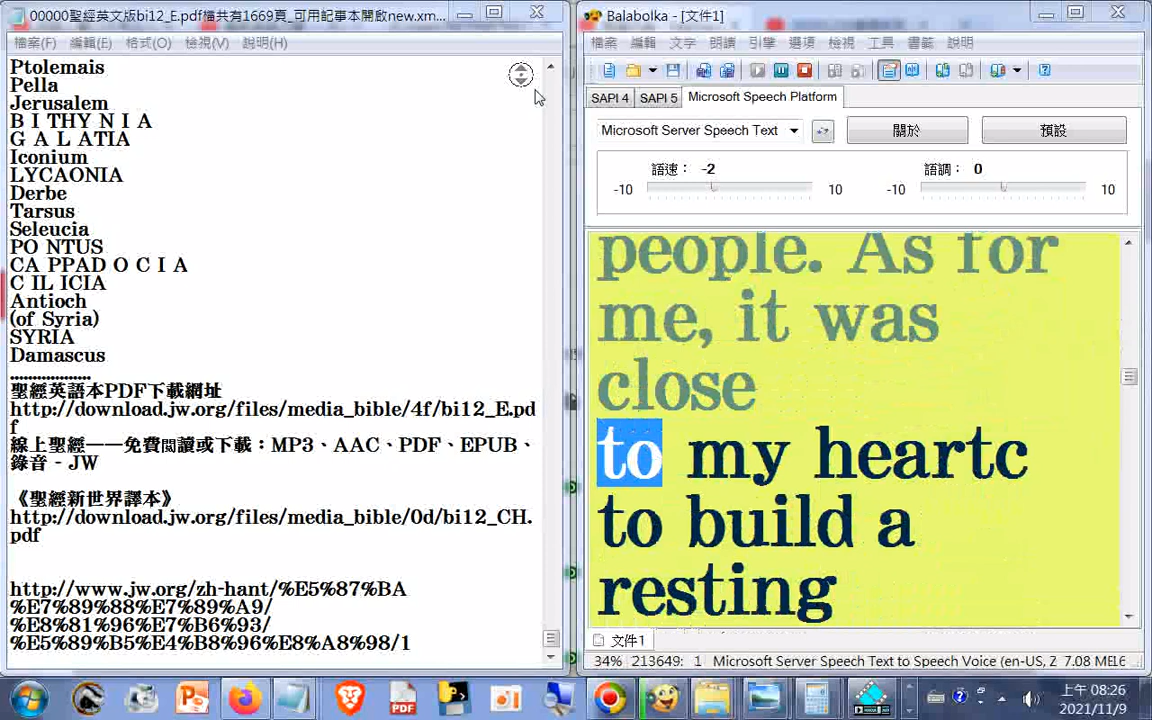 00000聖經英文版bi12_E.pdf檔共有1669頁_可用記事本開啟new.xm...
檔案(F) 編輯(E) 格式(O) 檢視(V) 說明(H)
Ptolemais
Pella
Jerusalem
B I THY N I A
G A L ATIA
Iconium
LYCAONIA
Derbe
Tarsus
Seleucia
PO NTUS
CA PPAD O C I A
C IL ICIA
Antioch
(of Syria)
SYRIA
Damascus
..................
聖經英語本PDF下載網址
http://download.jw.org/files/media_bible/4f/bi12_E.pd
f
線上聖經——免費閱讀或下載：MP3、AAC、PDF、EPUB、
錄音 - JW
《聖經新世界譯本》
http://download.jw.org/files/media_bible/0d/bi12_CH.
pdf
http://www.jw.org/zh-hant/%E5%87%BA
%E7%89%88%E7%89%A9/
%E8%81%96%E7%B6%93/
%E5%89%B5%E4%B8%96%E8%A8%98/1
Balabolka - [文件1]
檔案 編輯 文字 朗讀 引擎 選項 檢視 工具 書籤 說明
SAPI 4 SAPI 5 Microsoft Speech Platform
Microsoft Server Speech Text 關於 預設
語速： -2 語調： 0
-10 10 -10 10
people. As for
me, it was
close
to my heartc
to build a
resting
文件1
34% 213649: 1 Microsoft Server Speech Text to Speech Voice (en-US, Z 7.08 МЕ16
上午 08:26
2021/11/9